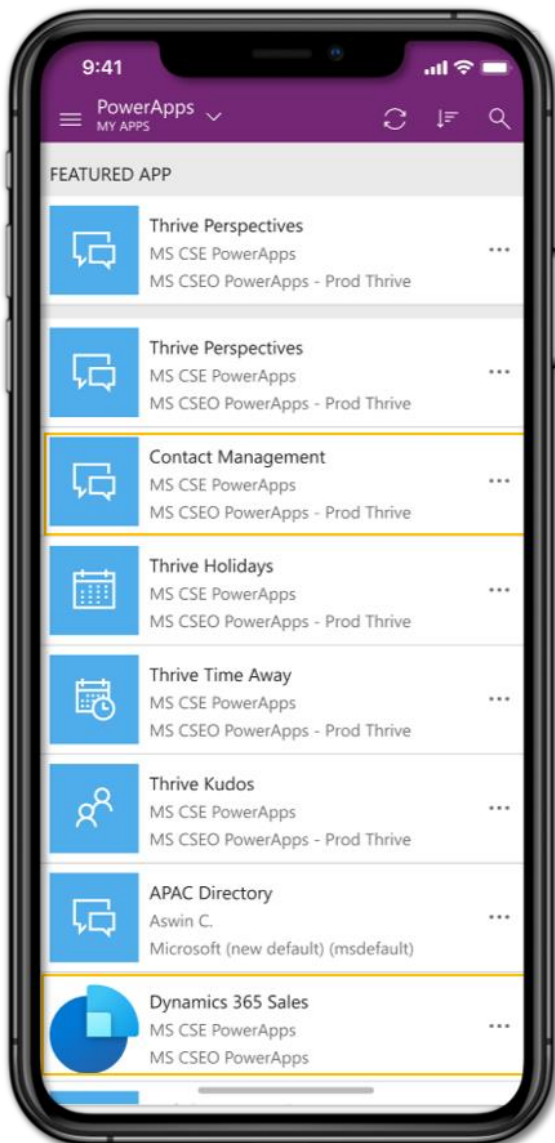 9:41
PowerApps
MY APPS
FEATURED APP
Thrive Perspectives
MS CSE PowerApps
MS CSEO PowerApps - Prod Thrive
Thrive Perspectives
MS CSE PowerApps
MS CSEO PowerApps - Prod Thrive
Contact Management
MS CSE PowerApps
MS CSEO PowerApps - Prod Thrive
Thrive Holidays
MS CSE PowerApps
MS CSEO PowerApps - Prod Thrive
Thrive Time Away
MS CSE PowerApps
MS CSEO PowerApps - Prod Thrive
Thrive Kudos
MS CSE PowerApps
MS CSEO PowerApps - Prod Thrive
APAC Directory
Aswin C.
Microsoft (new default) (msdefault)
Dynamics 365 Sales
MS CSE PowerApps
MS CSEO PowerApps